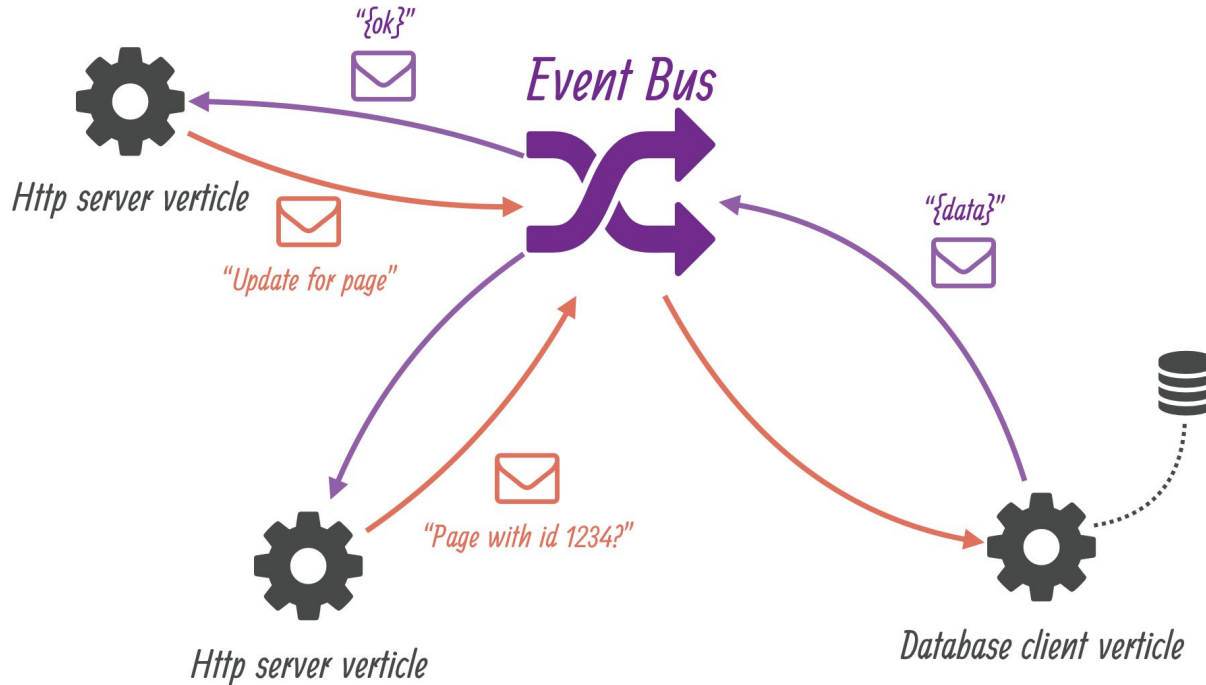 “{ok}”
Event Bus
Http server verticle
“{data}”
“Update for page”
“Page with id 1234?”
Http server verticle
Database client verticle